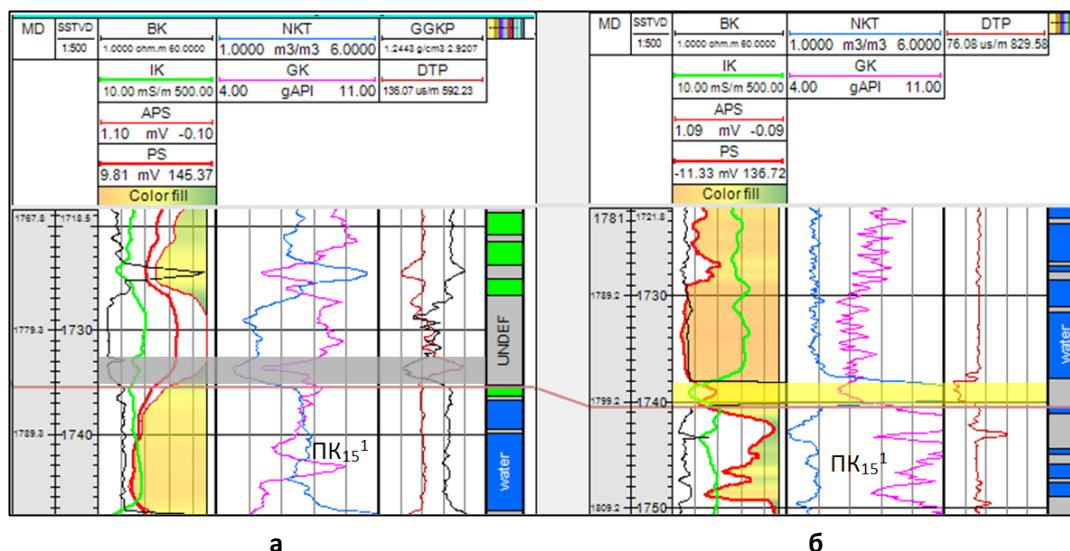 MD SSTVD BK NKT GGKP
1:500 1.0000 ohm.m 60.0000 1.0000 m3/m3 6.0000 1.2443 g/cm3 2.9207
IK GK DTP
10.00 mS/m 500.00 4.00 gAPI 11.00 136.07 us/m 592.23
APS
1.10 mV -0.10
PS
9.81 mV 145.37
Color fill
1767.8 1718.5
1779.3 1730
UNDEF
1789.3 1740
ПК₁₅¹
water
а
MD SSTVD BK NKT DTP
1:500 1.0000 ohm.m 60.0000 1.0000 m3/m3 6.0000 76.08 us/m 829.58
IK GK
10.00 mS/m 500.00 4.00 gAPI 11.00
APS
1.09 mV -0.09
PS
-11.33 mV 136.72
Color fill
1781 1721.8
1789.2 1730
water
1799.2 1740
ПК₁₅¹
1809.2 1750
б